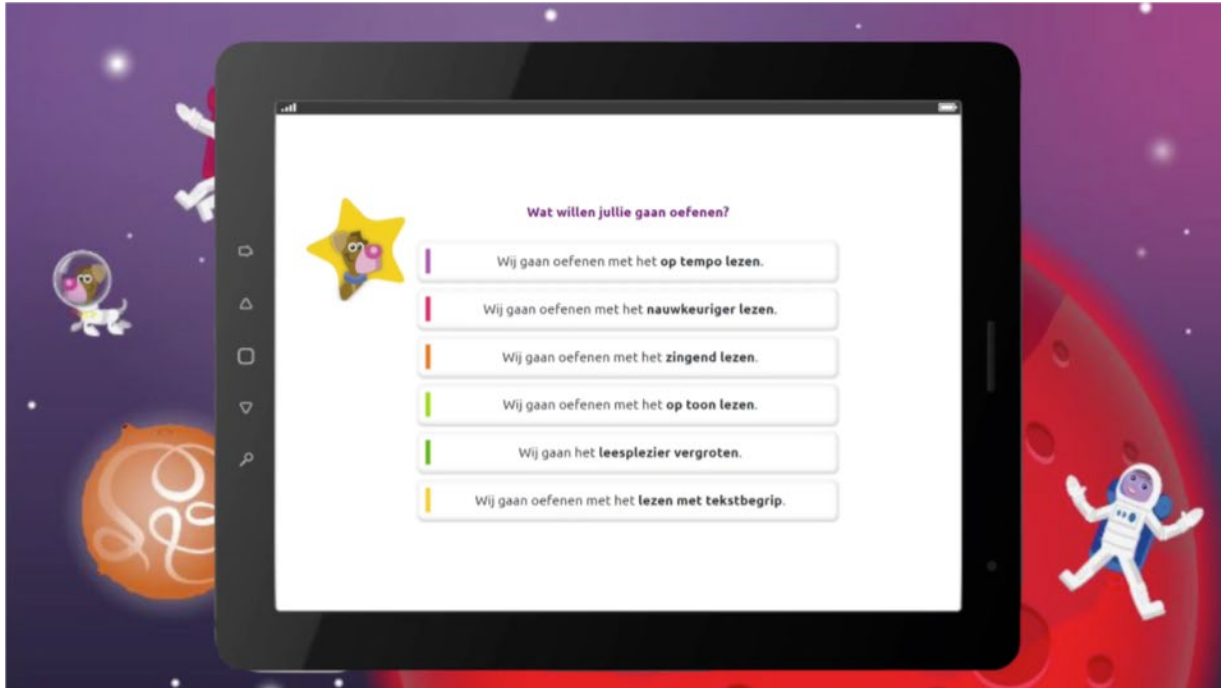 Wat willen jullie gaan oefenen?
Wij gaan oefenen met het op tempo lezen.
Wij gaan oefenen met het nauwkeuriger lezen.
Wij gaan oefenen met het zingend lezen.
Wij gaan oefenen met het op toon lezen.
Wij gaan het leesplezier vergroten.
Wij gaan oefenen met het lezen met tekstbegrip.